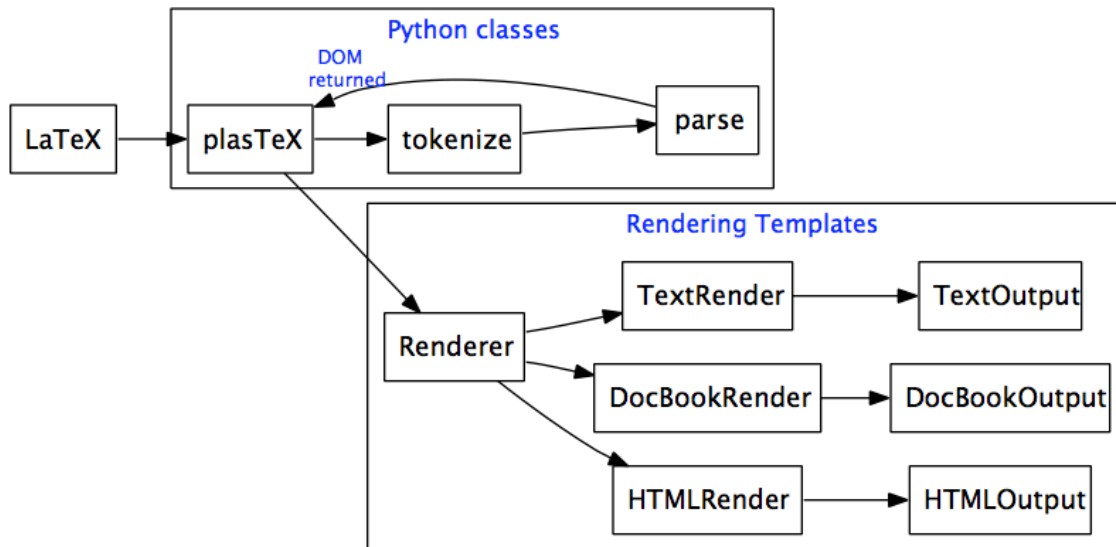 Python classes
DOM
returned
LaTeX
plasTeX
tokenize
parse
Rendering Templates
TextRender
TextOutput
Renderer
DocBookRender
DocBookOutput
HTMLRender
HTMLOutput